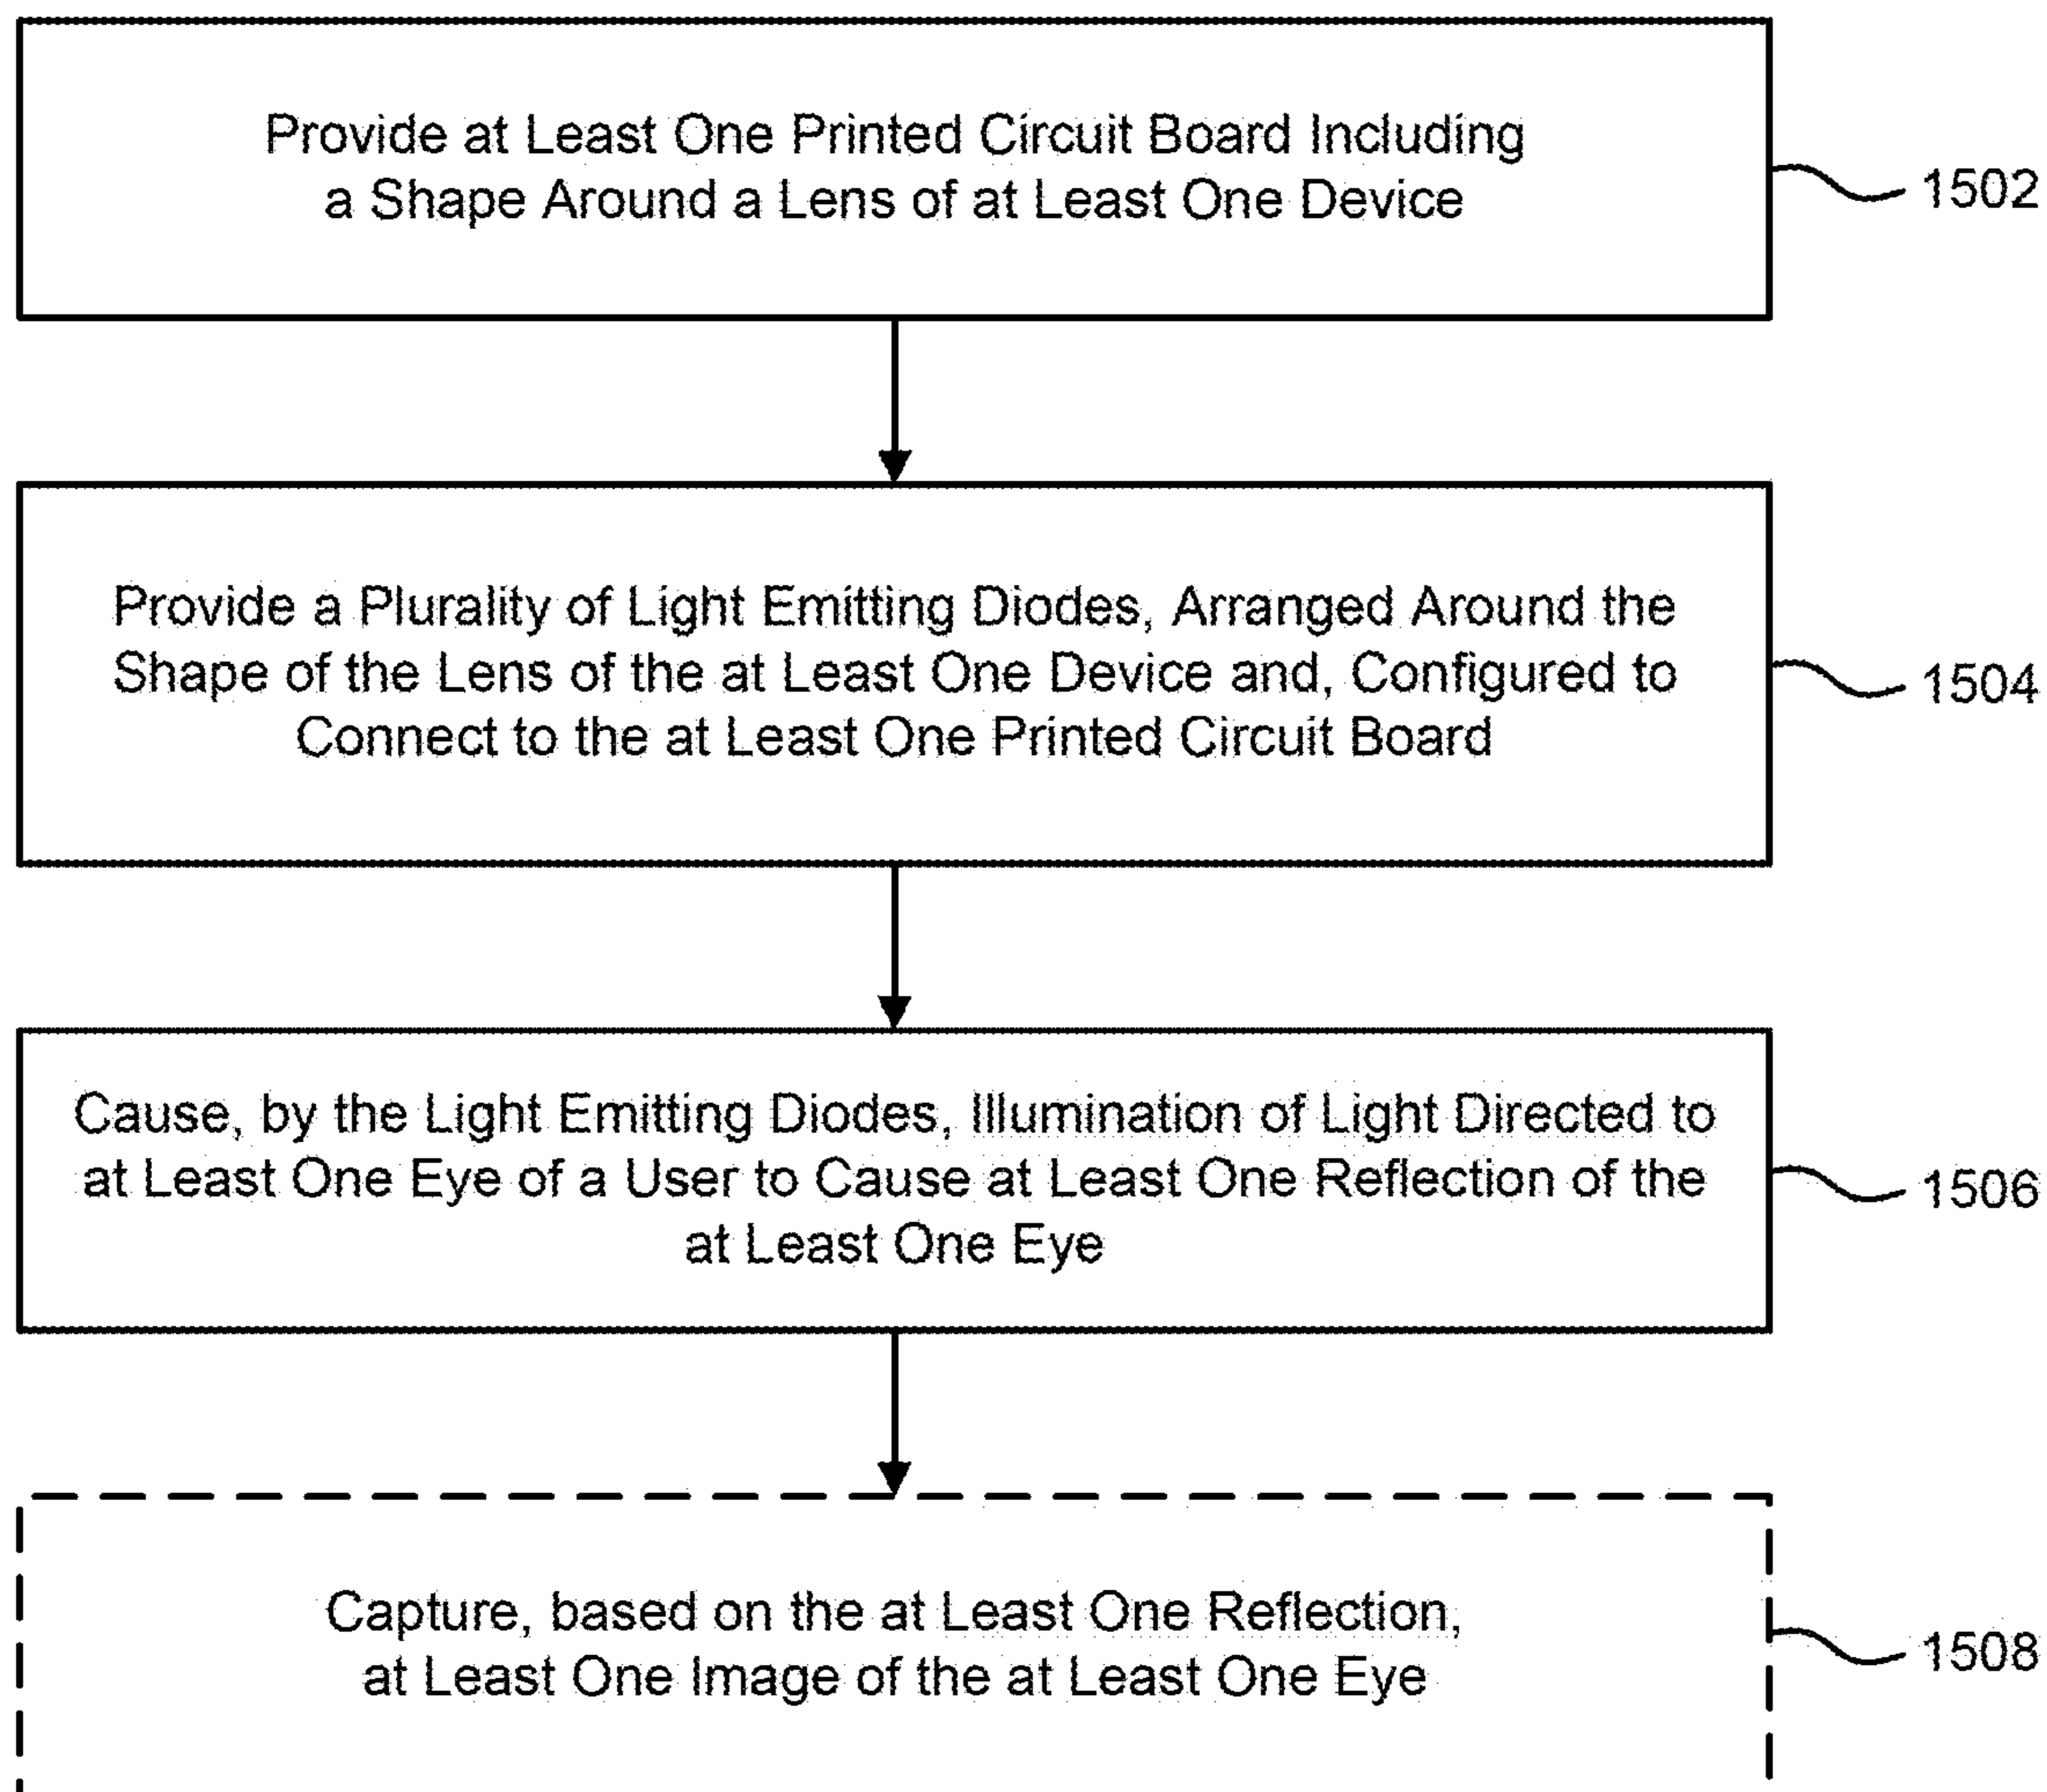 Provide at Least One Printed Circuit Board Including
a Shape Around a Lens of at Least One Device
1502
Provide a Plurality of Light Emitting Diodes, Arranged Around the
Shape of the Lens of the at Least One Device and, Configured to
Connect to the at Least One Printed Circuit Board
1504
Cause, by the Light Emitting Diodes, Illumination of Light Directed to
at Least One Eye of a User to Cause at Least One Reflection of the
at Least One Eye
1506
Capture, based on the at Least One Reflection,
at Least One Image of the at Least One Eye
1508